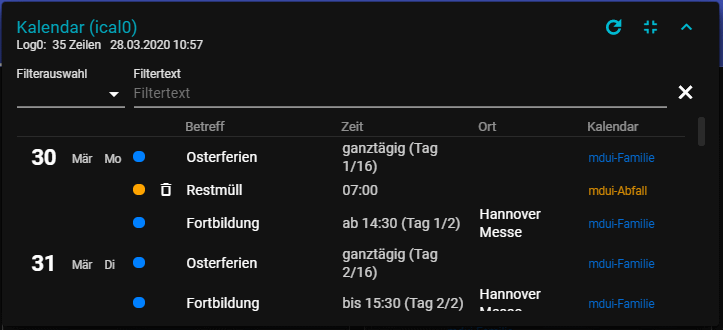 Kalendar (ical0)
Log0: 35 Zeilen 28.03.2020 10:57
Filterauswahl Filtertext
Filtertext
Betreff Zeit Ort Kalendar
30 Mär Mo Osterferien ganztägig (Tag 1/16) mdui-Familie
Restmüll 07:00 mdui-Abfall
Fortbildung ab 14:30 (Tag 1/2) Hannover Messe mdui-Familie
31 Mär Di Osterferien ganztägig (Tag 2/16) mdui-Familie
Fortbildung bis 15:30 (Tag 2/2) Hannover Messe mdui-Familie